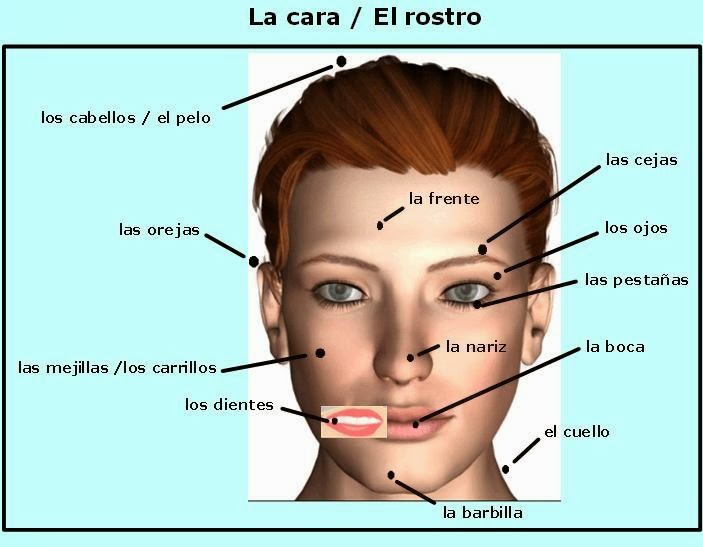 La cara / El rostro
los cabellos / el pelo
las cejas
la frente
las orejas
los ojos
las pestañas
la nariz
la boca
las mejillas /los carrillos
los dientes
el cuello
la barbilla